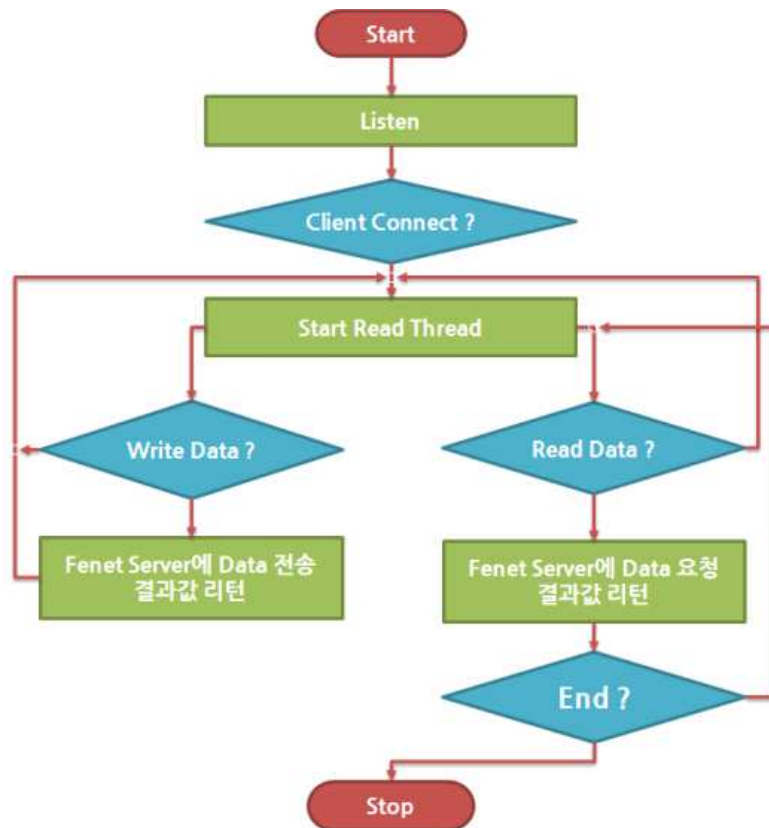 Start
Listen
Client Connect ?
Start Read Thread
Write Data ?
Read Data ?
Fenet Server에 Data 전송
결과값 리턴
Fenet Server에 Data 요청
결과값 리턴
End ?
Stop